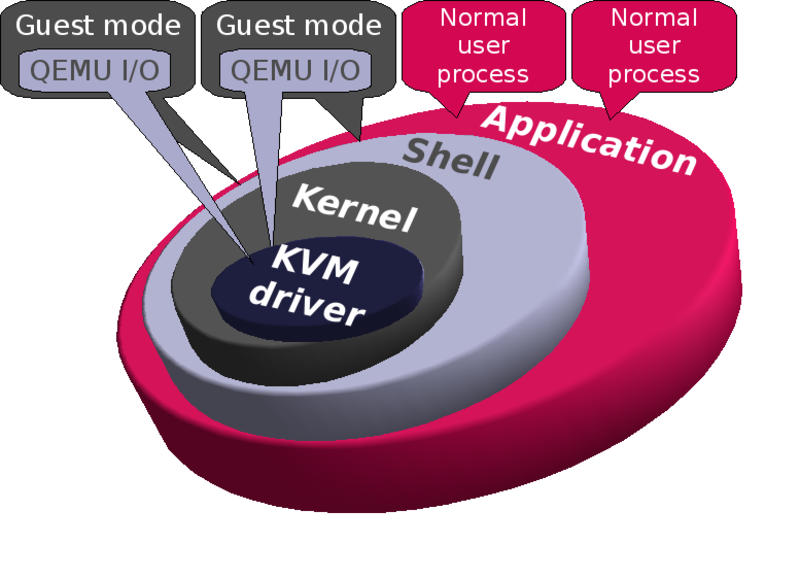 Guest mode
QEMU I/O
Guest mode
QEMU I/O
Normal
user
process
Normal
user
process
Application
Shell
Kernel
KVM
driver